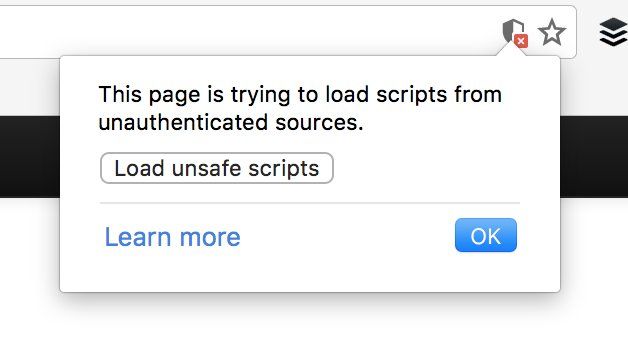 This page is trying to load scripts from
unauthenticated sources.
Load unsafe scripts
Learn more
OK